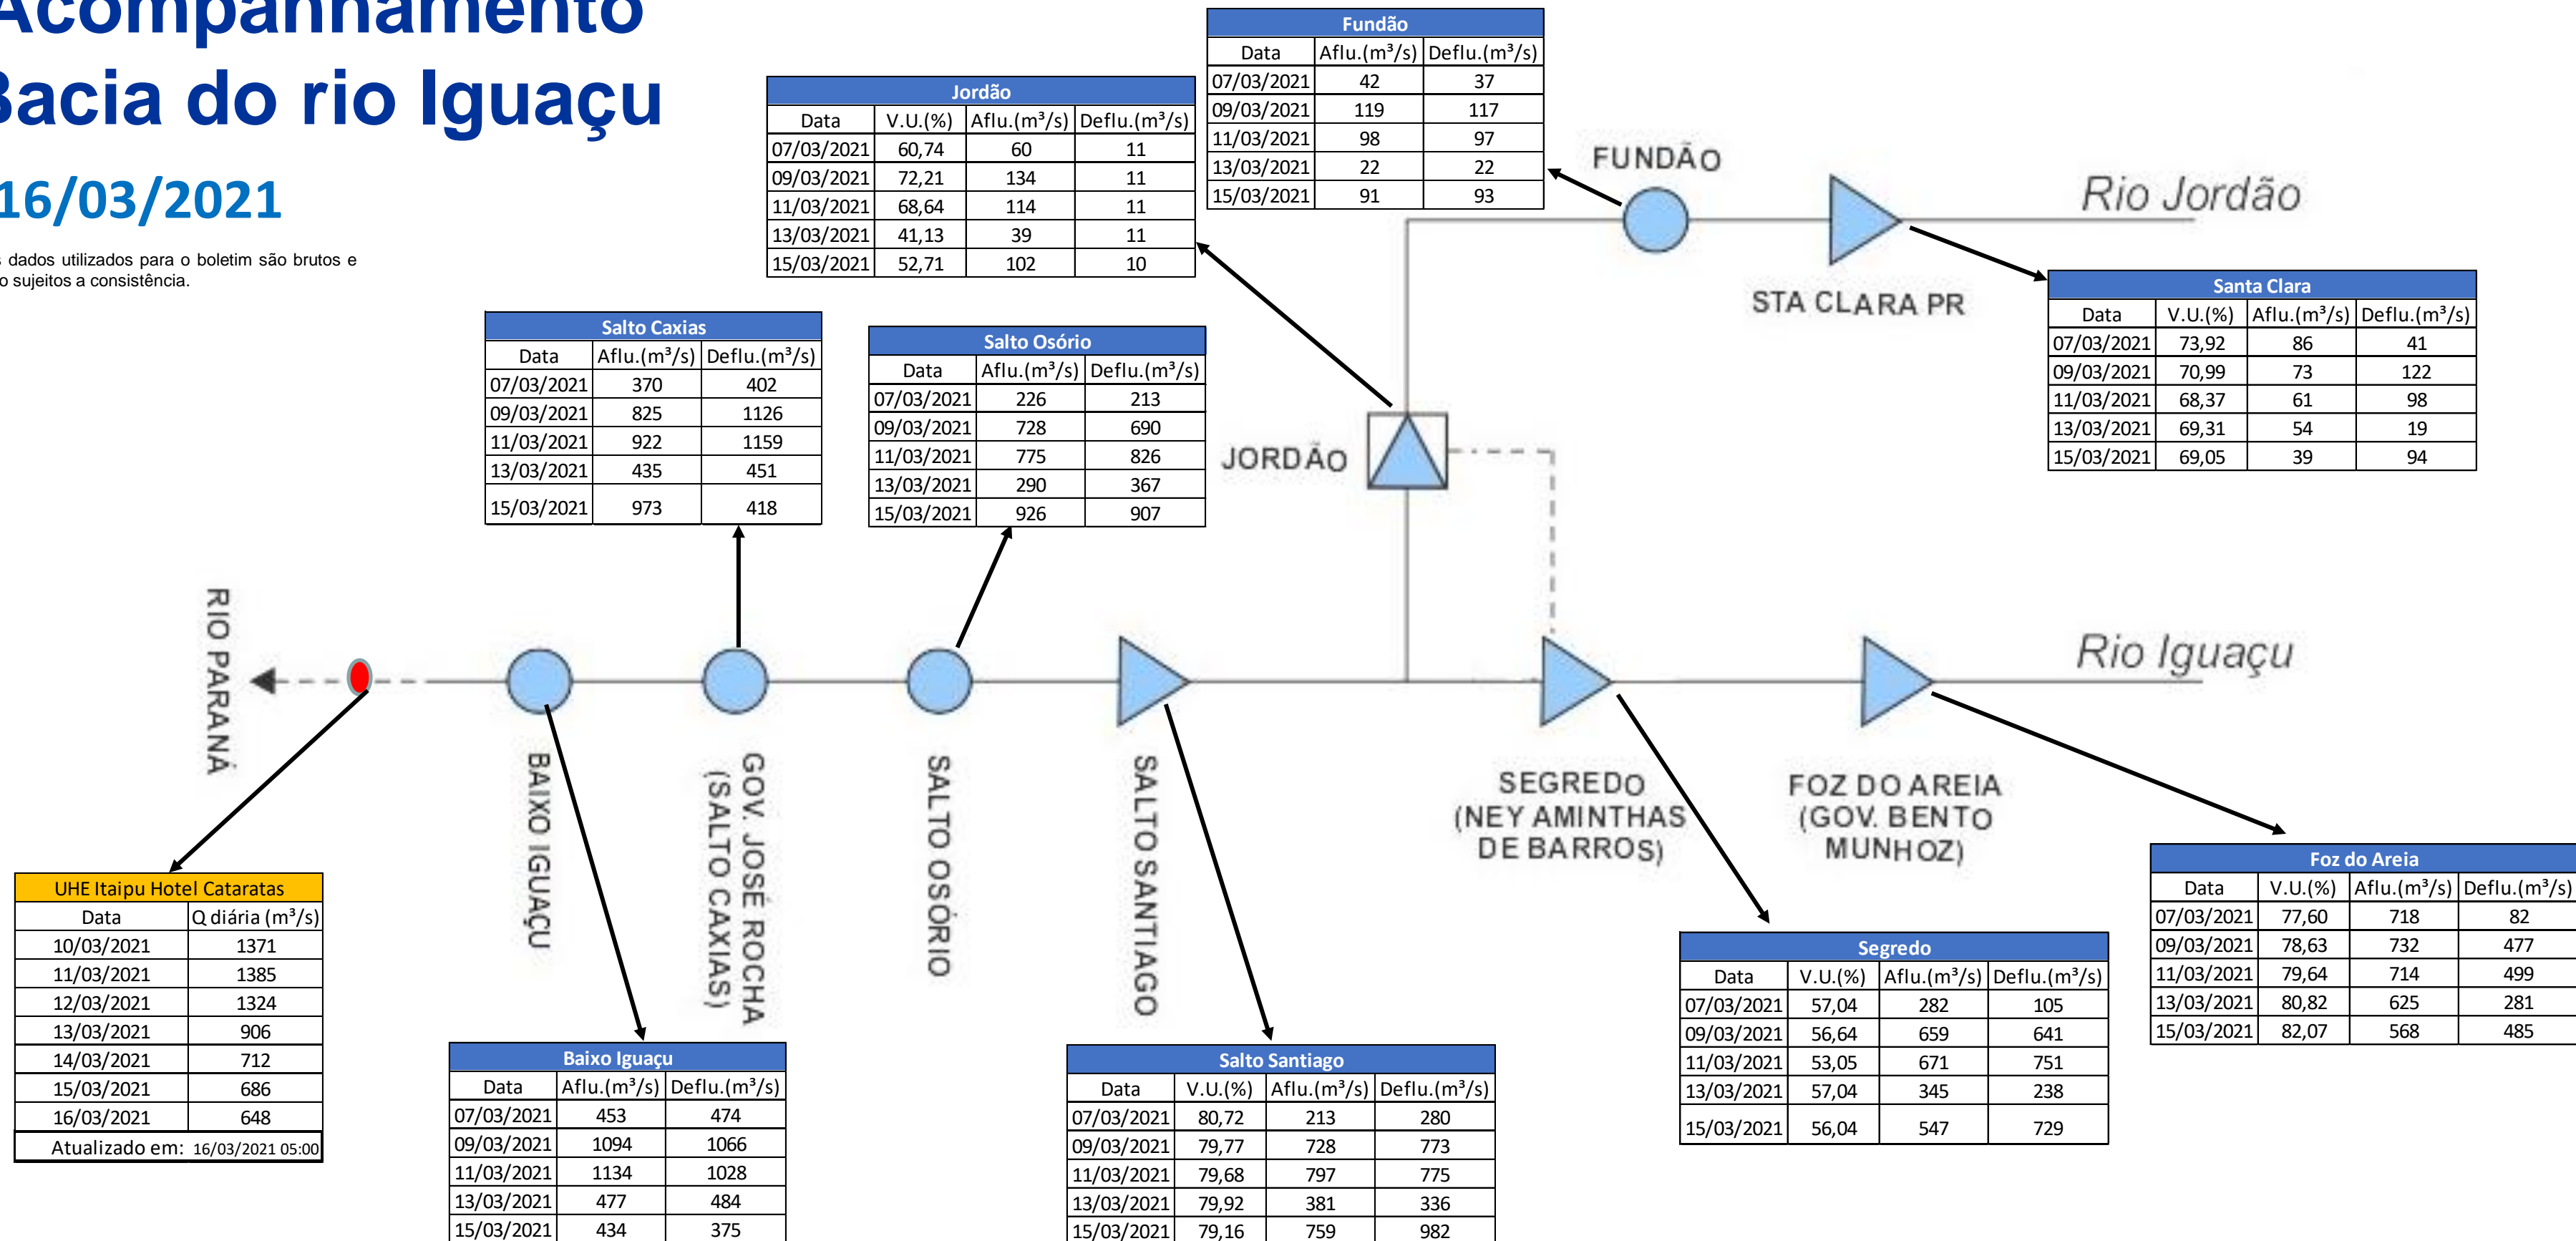 Acompanhamento
Bacia do rio Iguaçu
16/03/2021
s dados utilizados para o boletim são brutos e
o sujeitos a consistência.
Fundão
Data Aflu.(m³/s) Deflu.(m³/s)
07/03/2021 42 37
09/03/2021 119 117
11/03/2021 98 97
13/03/2021 22 22
15/03/2021 91 93
Jordão
Data V.U.(%) Aflu.(m³/s) Deflu.(m³/s)
07/03/2021 60,74 60 11
09/03/2021 72,21 134 11
11/03/2021 68,64 114 11
13/03/2021 41,13 39 11
15/03/2021 52,71 102 10
FUNDÃO
Rio Jordão
STA CLARA PR
Santa Clara
Data V.U.(%) Aflu.(m³/s) Deflu.(m³/s)
07/03/2021 73,92 86 41
09/03/2021 70,99 73 122
11/03/2021 68,37 61 98
13/03/2021 69,31 54 19
15/03/2021 69,05 39 94
Salto Caxias
Data Aflu.(m³/s) Deflu.(m³/s)
07/03/2021 370 402
09/03/2021 825 1126
11/03/2021 922 1159
13/03/2021 435 451
15/03/2021 973 418
Salto Osório
Data Aflu.(m³/s) Deflu.(m³/s)
07/03/2021 226 213
09/03/2021 728 690
11/03/2021 775 826
13/03/2021 290 367
15/03/2021 926 907
JORDÃO
RIO PARANÁ
Rio Iguaçu
BAIXO IGUAÇU
GOV. JOSÉ ROCHA
(SALTO CAXIAS)
SALTO OSÓRIO
SALTO SANTIAGO
SEGREDO
(NEY AMINTHAS
DE BARROS)
FOZ DO AREIA
(GOV. BENTO
MUNHOZ)
UHE Itaipu Hotel Cataratas
Data Q diária (m³/s)
10/03/2021 1371
11/03/2021 1385
12/03/2021 1324
13/03/2021 906
14/03/2021 712
15/03/2021 686
16/03/2021 648
Atualizado em: 16/03/2021 05:00
Baixo Iguaçu
Data Aflu.(m³/s) Deflu.(m³/s)
07/03/2021 453 474
09/03/2021 1094 1066
11/03/2021 1134 1028
13/03/2021 477 484
15/03/2021 434 375
Salto Santiago
Data V.U.(%) Aflu.(m³/s) Deflu.(m³/s)
07/03/2021 80,72 213 280
09/03/2021 79,77 728 773
11/03/2021 79,68 797 775
13/03/2021 79,92 381 336
15/03/2021 79,16 759 982
Segredo
Data V.U.(%) Aflu.(m³/s) Deflu.(m³/s)
07/03/2021 57,04 282 105
09/03/2021 56,64 659 641
11/03/2021 53,05 671 751
13/03/2021 57,04 345 238
15/03/2021 56,04 547 729
Foz do Areia
Data V.U.(%) Aflu.(m³/s) Deflu.(m³/s)
07/03/2021 77,60 718 82
09/03/2021 78,63 732 477
11/03/2021 79,64 714 499
13/03/2021 80,82 625 281
15/03/2021 82,07 568 485